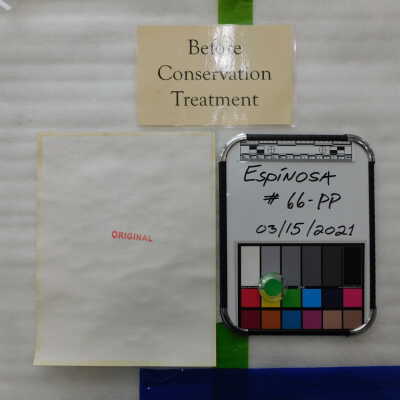 Before
Conservation
Treatment
ESPINOSA
# 66-PP
03/15/2021
ORIGINAL